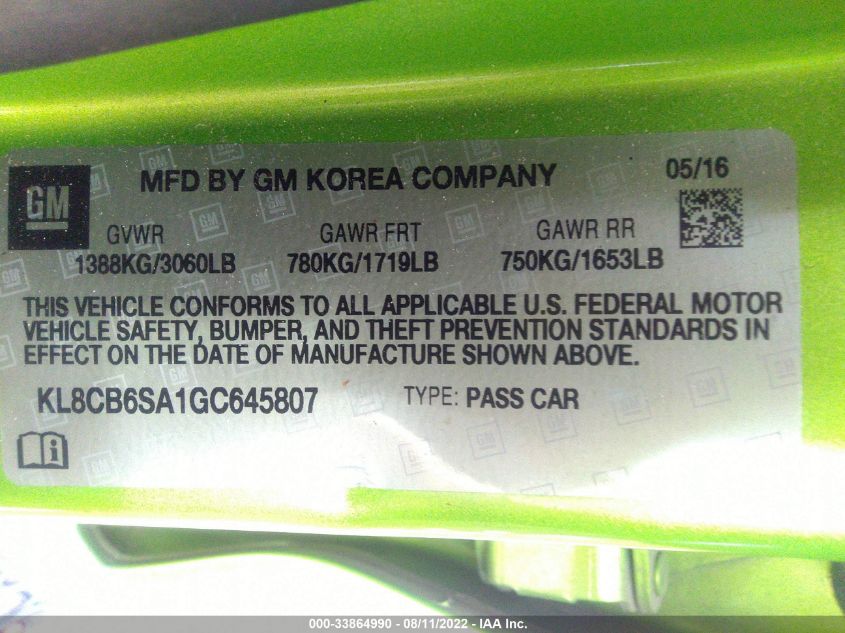 GM
MFD BY GM KOREA COMPANY
05/16
GVWR
GAWR FRT
GAWR RR
1388KG/3060LB
780KG/1719LB
750KG/1653LB
THIS VEHICLE CONFORMS TO ALL APPLICABLE U.S. FEDERAL MOTOR
VEHICLE SAFETY, BUMPER, AND THEFT PREVENTION STANDARDS IN
EFFECT ON THE DATE OF MANUFACTURE SHOWN ABOVE.
KL8CB6SA1GC645807
TYPE: PASS CAR
000-33864990 - 08/11/2022 - IAA Inc.